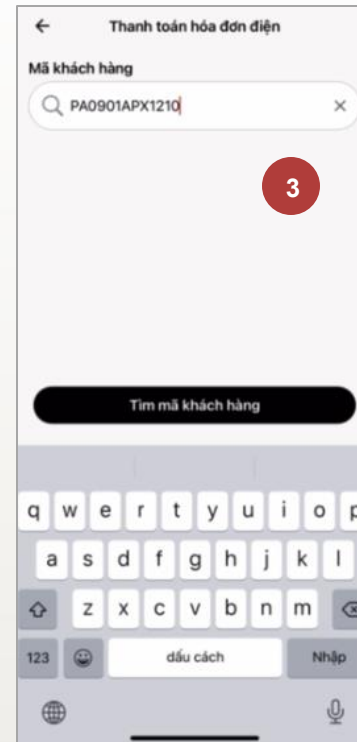 Thanh toán hóa đơn điện
Mã khách hàng
PA0901APX1210
3
Tìm mã khách hàng
q w e r t y u i o p
a s d f g h j k l
z x c v b n m
123 dấu cách Nhập